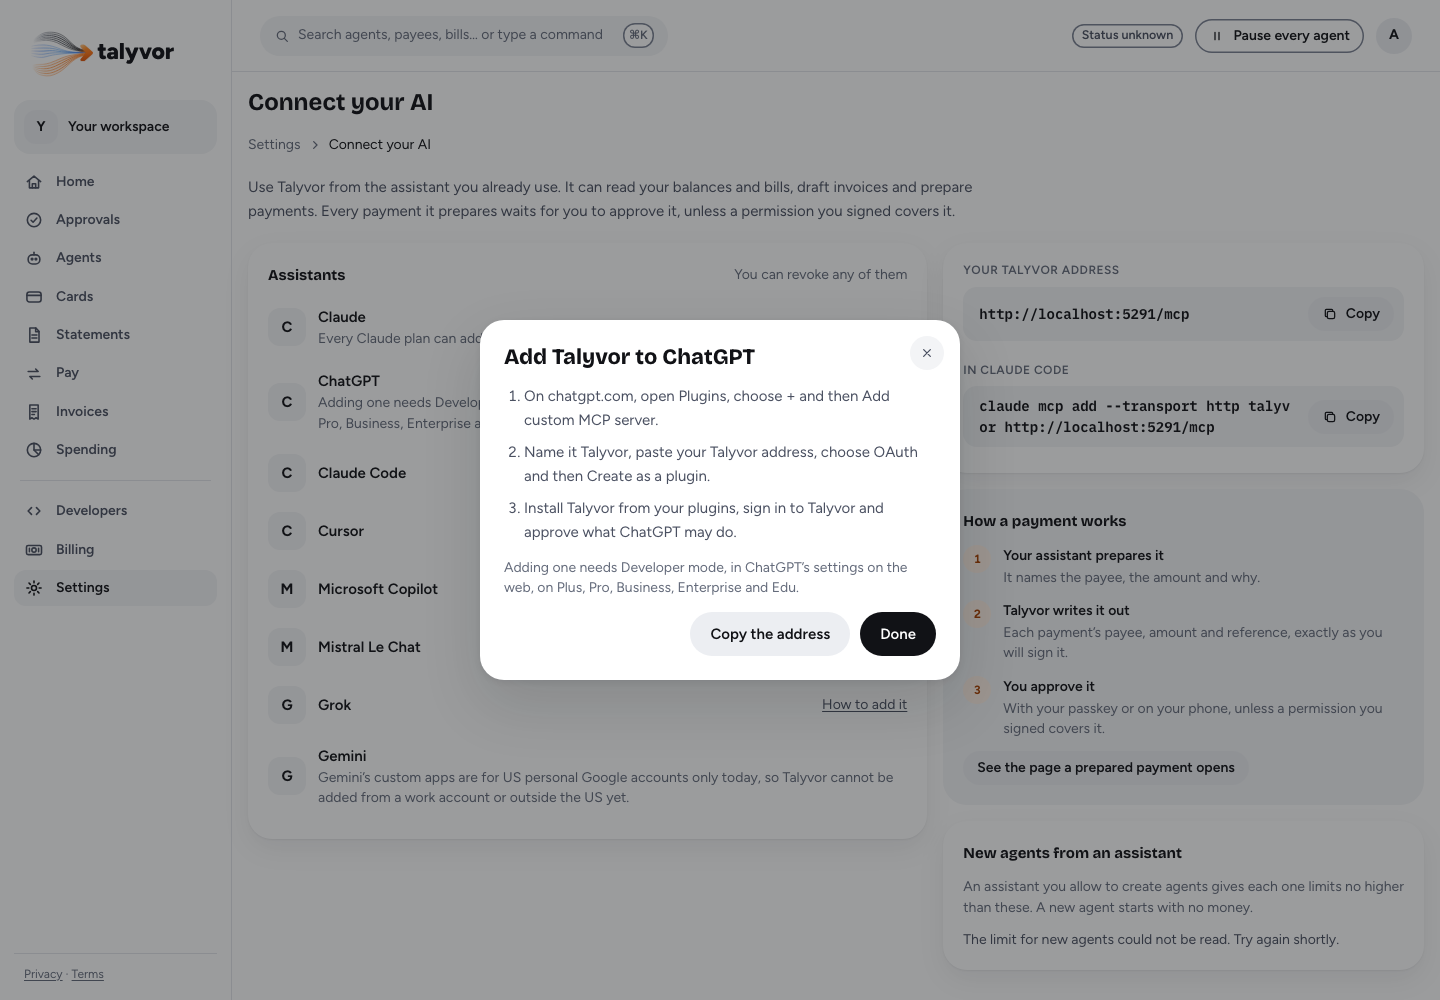 talyvor
Search agents, payees, bills... or type a command
⌘K
Status unknown
Pause every agent
A
Y
Your workspace
Home
Approvals
Agents
Cards
Statements
Pay
Invoices
Spending
Developers
Billing
Settings
Privacy · Terms
Connect your AI
Settings > Connect your AI
Use Talyvor from the assistant you already use. It can read your balances and bills, draft invoices and prepare
payments. Every payment it prepares waits for you to approve it, unless a permission you signed covers it.
Assistants
You can revoke any of them
C
Claude
Every Claude plan can add
C
ChatGPT
Adding one needs Develop
Pro, Business, Enterprise a
C
Claude Code
C
Cursor
M
Microsoft Copilot
M
Mistral Le Chat
G
Grok
How to add it
G
Gemini
Gemini's custom apps are for US personal Google accounts only today, so Talyvor cannot be
added from a work account or outside the US yet.
Add Talyvor to ChatGPT
1. On chatgpt.com, open Plugins, choose + and then Add
custom MCP server.
2. Name it Talyvor, paste your Talyvor address, choose OAuth
and then Create as a plugin.
3. Install Talyvor from your plugins, sign in to Talyvor and
approve what ChatGPT may do.
Adding one needs Developer mode, in ChatGPT's settings on the
web, on Plus, Pro, Business, Enterprise and Edu.
Copy the address
Done
YOUR TALYVOR ADDRESS
http://localhost:5291/mcp
Copy
IN CLAUDE CODE
claude mcp add --transport http talyv
or http://localhost:5291/mcp
Copy
How a payment works
1
Your assistant prepares it
It names the payee, the amount and why.
2
Talyvor writes it out
Each payment's payee, amount and reference, exactly as you
will sign it.
3
You approve it
With your passkey or on your phone, unless a permission you
signed covers it.
See the page a prepared payment opens
New agents from an assistant
An assistant you allow to create agents gives each one limits no higher
than these. A new agent starts with no money.
The limit for new agents could not be read. Try again shortly.